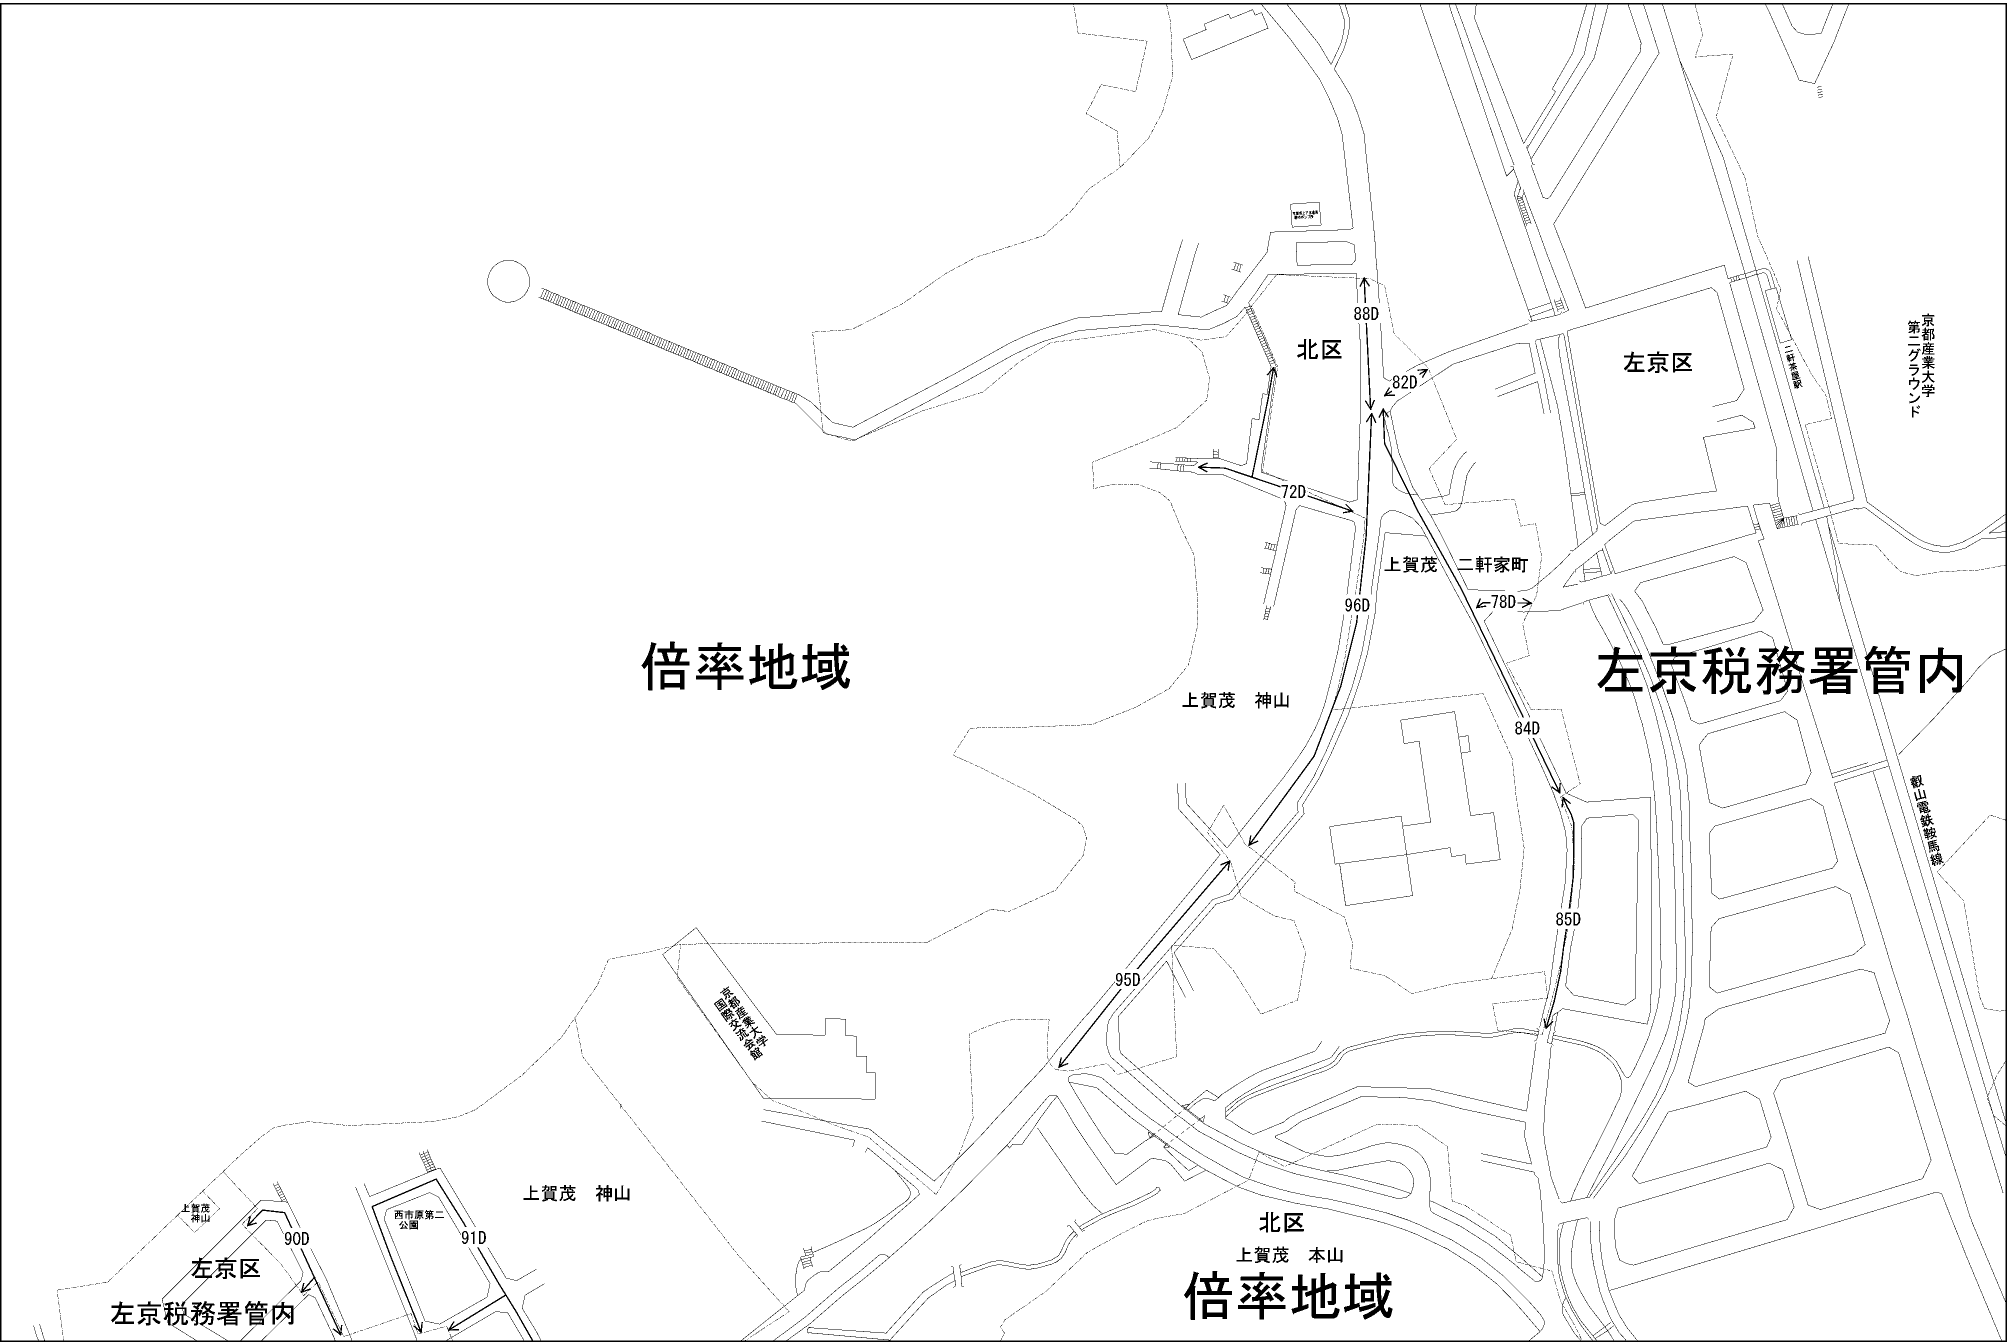 88D
北区
82D
左京区
二軒茶屋駅
京都産業大学
第二グラウンド
72D
上賀茂　二軒家町
96D
78D
倍率地域
左京税務署管内
上賀茂　神山
84D
叡山電鉄鞍馬線
85D
95D
京都産業大学
国際交流会館
上賀茂　神山
上賀茂
神山
西市原第二
公園
90D
91D
左京区
左京税務署管内
北区
上賀茂　本山
倍率地域